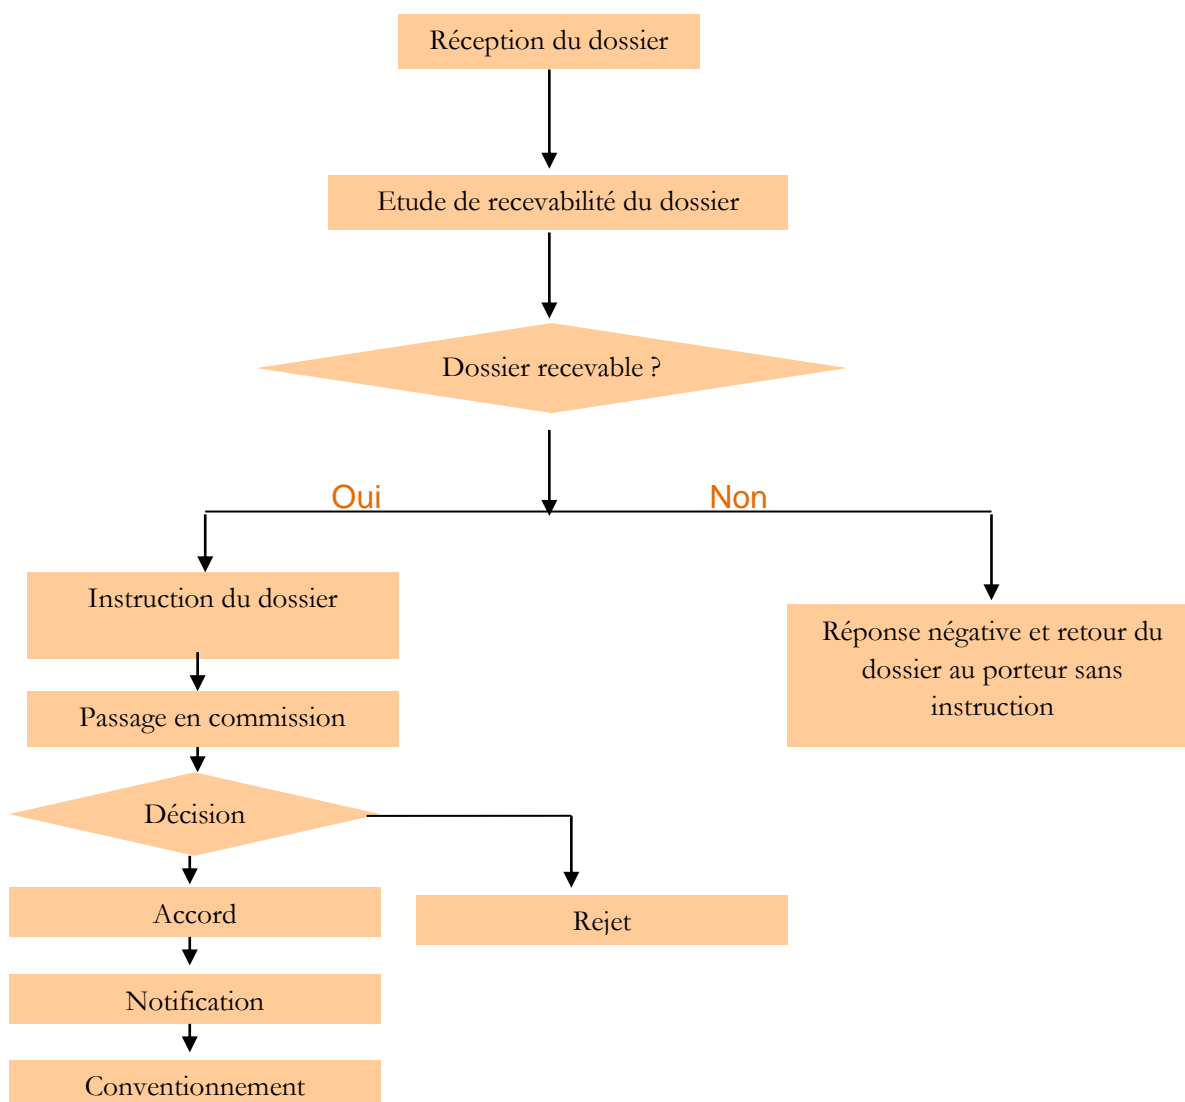 Réception du dossier
Etude de recevabilité du dossier
Dossier recevable ?
Oui
Non
Instruction du dossier
Réponse négative et retour du
dossier au porteur sans
instruction
Passage en commission
Décision
Accord
Rejet
Notification
Conventionnement